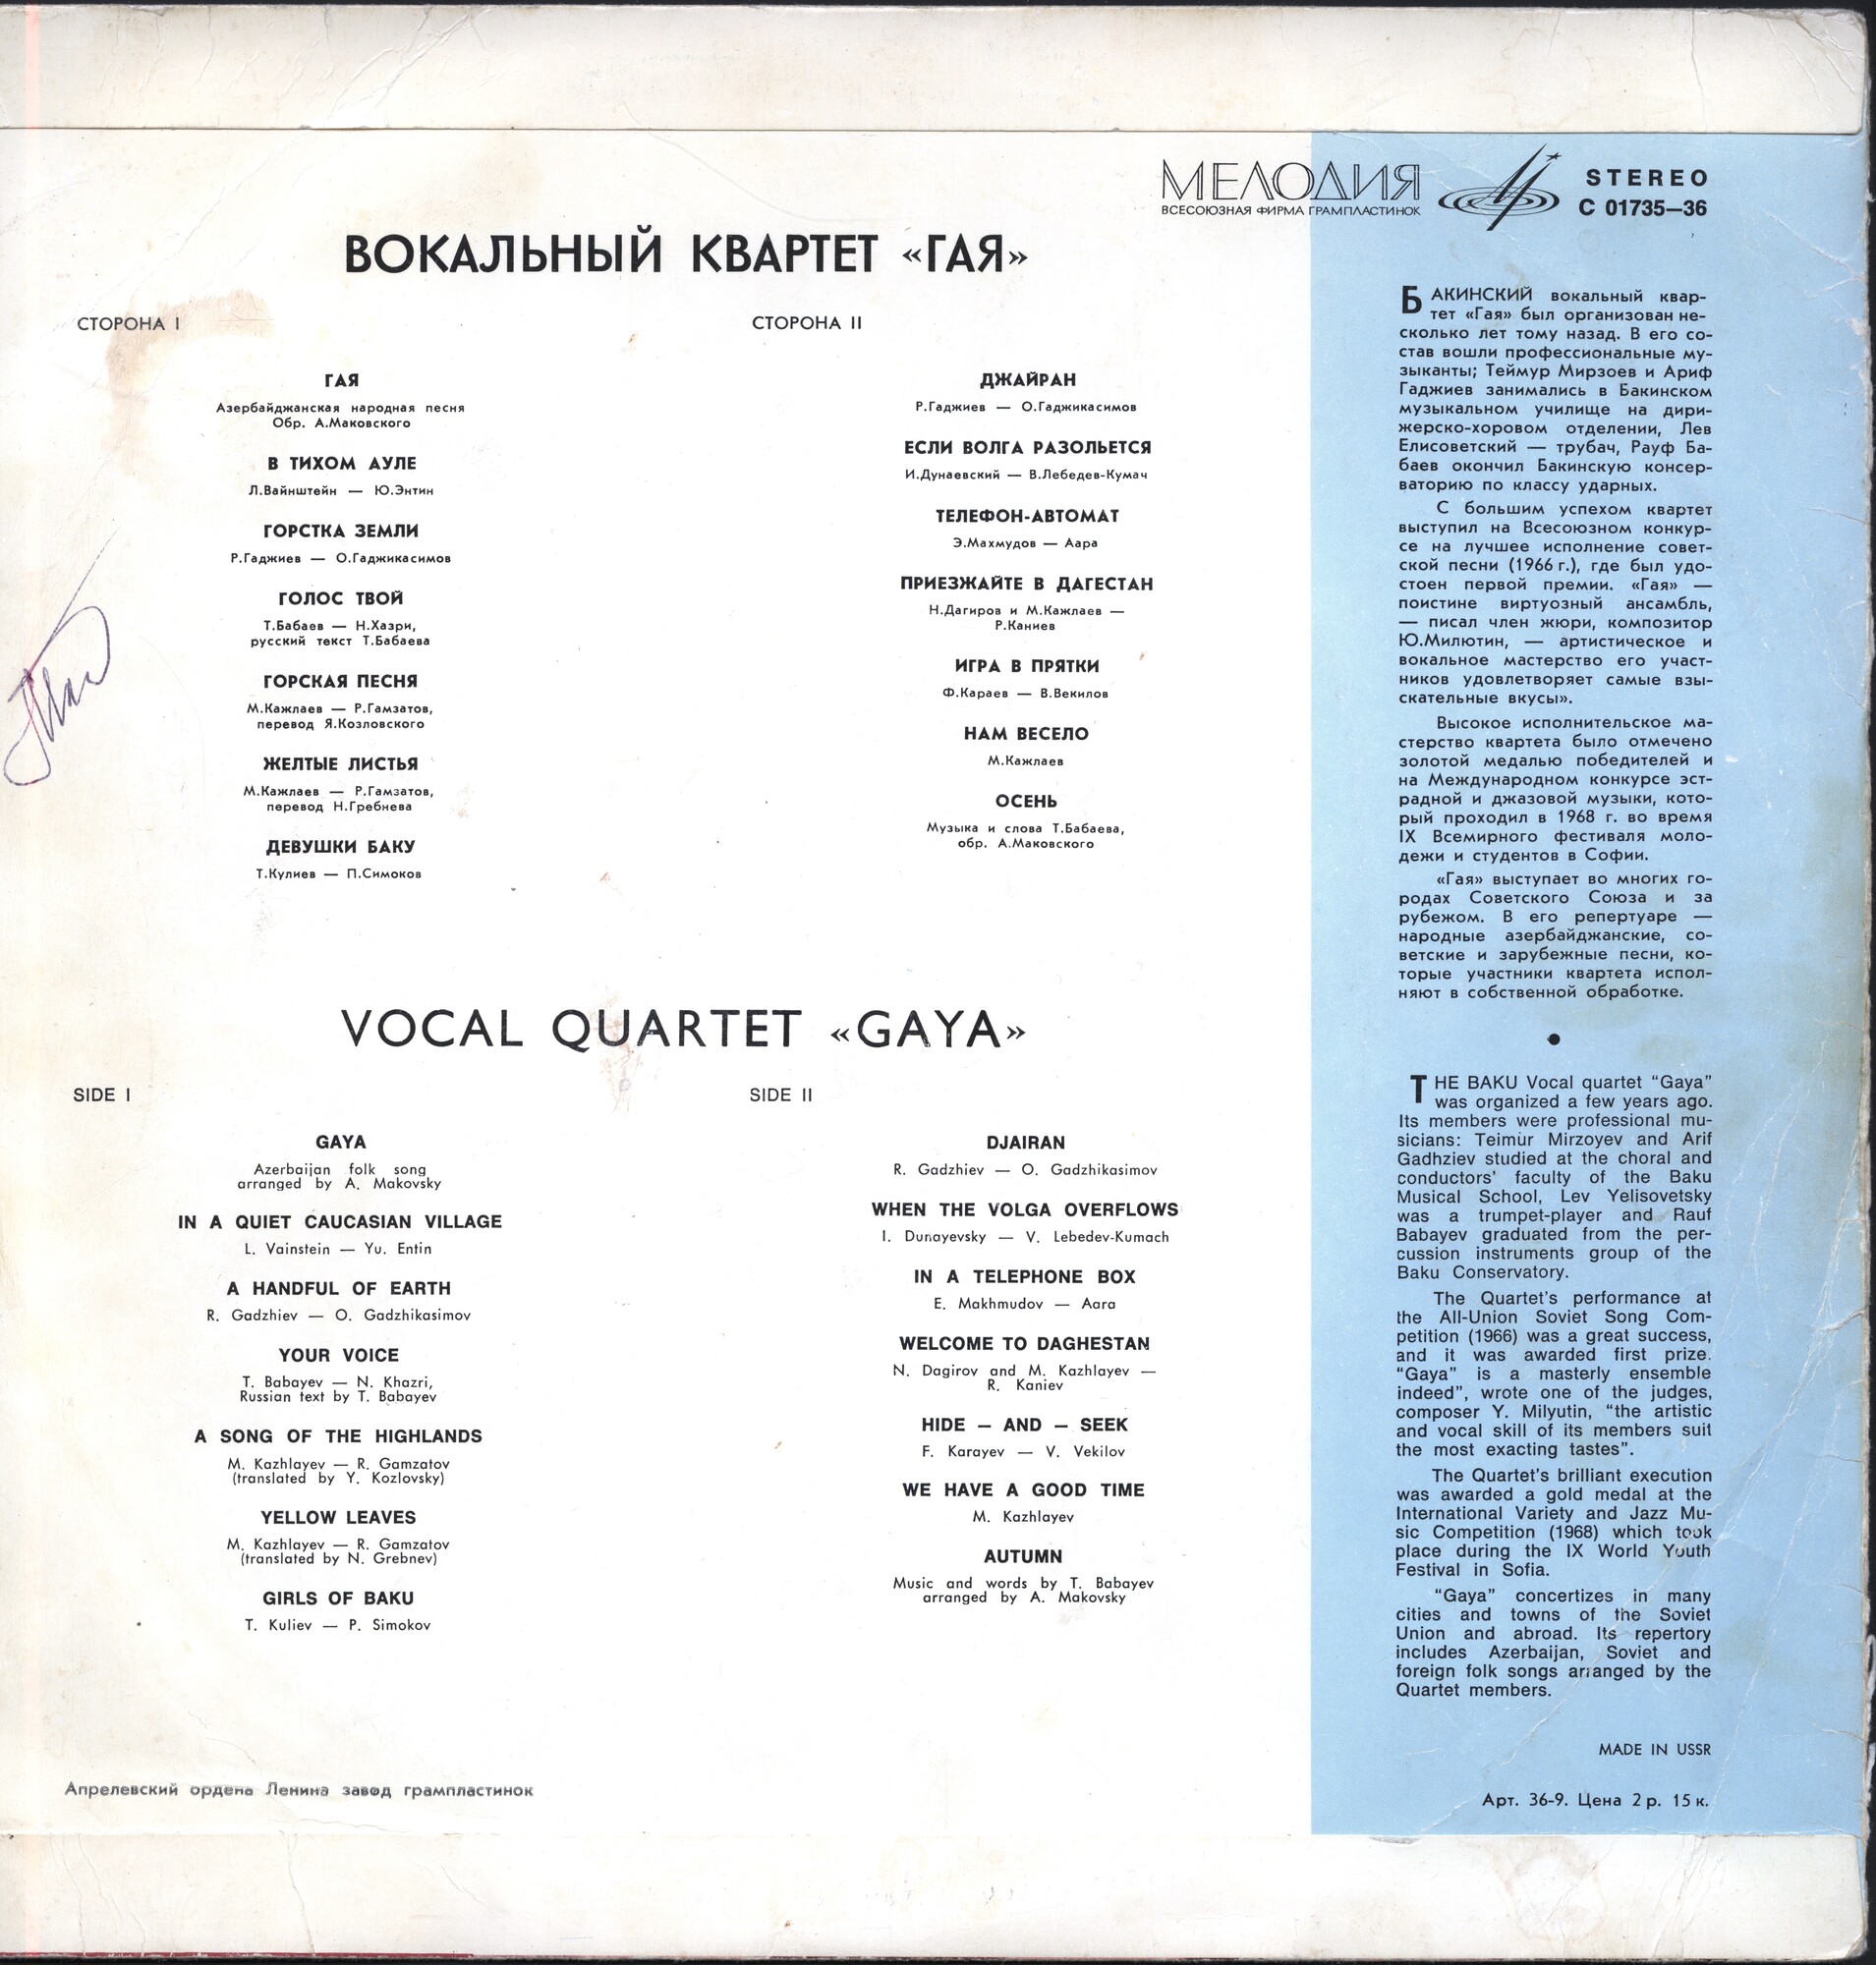 МЕЛОДИЯ
ВСЕСОЮЗНАЯ ФИРМА ГРАМПЛАСТИНОК
STEREO
С 01735—36
ВОКАЛЬНЫЙ КВАРТЕТ «ГАЯ»
СТОРОНА I
ГАЯ
Азербайджанская народная песня
Обр. А.Маковского
В ТИХОМ АУЛЕ
Л.Вайнштейн — Ю.Энтин
ГОРСТКА ЗЕМЛИ
Р.Гаджиев — О.Гаджикасимов
ГОЛОС ТВОЙ
Т.Бабаев — Н.Хазри,
русский текст Т.Бабаева
ГОРСКАЯ ПЕСНЯ
М.Кажлаев — Р.Гамзатов,
перевод Я.Козловского
ЖЕЛТЫЕ ЛИСТЬЯ
М.Кажлаев — Р.Гамзатов,
перевод Н.Гребнева
ДЕВУШКИ БАКУ
Т.Кулиев — П.Симоков
СТОРОНА II
ДЖАЙРАН
Р.Гаджиев — О.Гаджикасимов
ЕСЛИ ВОЛГА РАЗОЛЬЕТСЯ
И.Дунаевский — В.Лебедев-Кумач
ТЕЛЕФОН-АВТОМАТ
Э.Махмудов — Аара
ПРИЕЗЖАЙТЕ В ДАГЕСТАН
Н.Дагиров и М.Кажлаев —
Р.Каниев
ИГРА В ПРЯТКИ
Ф.Караев — В.Векилов
НАМ ВЕСЕЛО
М.Кажлаев
ОСЕНЬ
Музыка и слова Т.Бабаева,
обр. А.Маковского
VOCAL QUARTET «GAYA»
SIDE I
GAYA
Azerbaijan folk song
arranged by A. Makovsky
IN A QUIET CAUCASIAN VILLAGE
L. Vainstein — Yu. Entin
A HANDFUL OF EARTH
R. Gadzhiev — O. Gadzhikasimov
YOUR VOICE
T. Babayev — N. Khazri,
Russian text by T. Babayev
A SONG OF THE HIGHLANDS
M. Kazhlayev — R. Gamzatov
(translated by Y. Kozlovsky)
YELLOW LEAVES
M. Kazhlayev — R. Gamzatov
(translated by N. Grebnev)
GIRLS OF BAKU
T. Kuliev — P. Simokov
SIDE II
DJAIRAN
R. Gadzhiev — O. Gadzhikasimov
WHEN THE VOLGA OVERFLOWS
I. Dunayevsky — V. Lebedev-Kumach
IN A TELEPHONE BOX
E. Makhmudov — Aara
WELCOME TO DAGHESTAN
N. Dagirov and M. Kazhlayev —
R. Kaniev
HIDE – AND – SEEK
F. Karayev — V. Vekilov
WE HAVE A GOOD TIME
M. Kazhlayev
AUTUMN
Music and words by T. Babayev
arranged by A. Makovsky
Апрелевский ордена Ленина завод грампластинок
БАКИНСКИЙ вокальный квар-
тет «Гая» был организован не-
сколько лет тому назад. В его со-
став вошли профессиональные му-
зыканты; Теймур Мирзоев и Ариф
Гаджиев занимались в Бакинском
музыкальном училище на дири-
жерско-хоровом отделении, Лев
Елисоветский — трубач, Рауф Ба-
баев окончил Бакинскую консер-
ваторию по классу ударных.
С большим успехом квартет
выступил на Всесоюзном конкур-
се на лучшее исполнение совет-
ской песни (1966 г.), где был удо-
стоен первой премии. «Гая» —
поистине виртуозный ансамбль,
— писал член жюри, композитор
Ю.Милютин, — артистическое и
вокальное мастерство его участ-
ников удовлетворяет самые взы-
скательные вкусы».
Высокое исполнительское ма-
стерство квартета было отмечено
золотой медалью победителей и
на Международном конкурсе эст-
радной и джазовой музыки, кото-
рый проходил в 1968 г. во время
IX Всемирного фестиваля моло-
дежи и студентов в Софии.
«Гая» выступает во многих го-
родах Советского Союза и за
рубежом. В его репертуаре —
народные азербайджанские, со-
ветские и зарубежные песни, ко-
торые участники квартета испол-
няют в собственной обработке.
THE BAKU Vocal quartet “Gaya”
was organized a few years ago.
Its members were professional mu-
sicians: Teimur Mirzoyev and Arif
Gadhziev studied at the choral and
conductors’ faculty of the Baku
Musical School, Lev Yelisovetsky
was a trumpet-player and Rauf
Babayev graduated from the per-
cussion instruments group of the
Baku Conservatory.
The Quartet’s performance at
the All-Union Soviet Song Com-
petition (1966) was a great success,
and it was awarded first prize.
“Gaya” is a masterly ensemble
indeed”, wrote one of the judges,
composer Y. Milyutin, “the artistic
and vocal skill of its members suit
the most exacting tastes”.
The Quartet’s brilliant execution
was awarded a gold medal at the
International Variety and Jazz Mu-
sic Competition (1968) which took
place during the IX World Youth
Festival in Sofia.
“Gaya” concertizes in many
cities and towns of the Soviet
Union and abroad. Its repertory
includes Azerbaijan, Soviet and
foreign folk songs arranged by the
Quartet members.
MADE IN USSR
Арт. 36-9. Цена 2 р. 15 к.